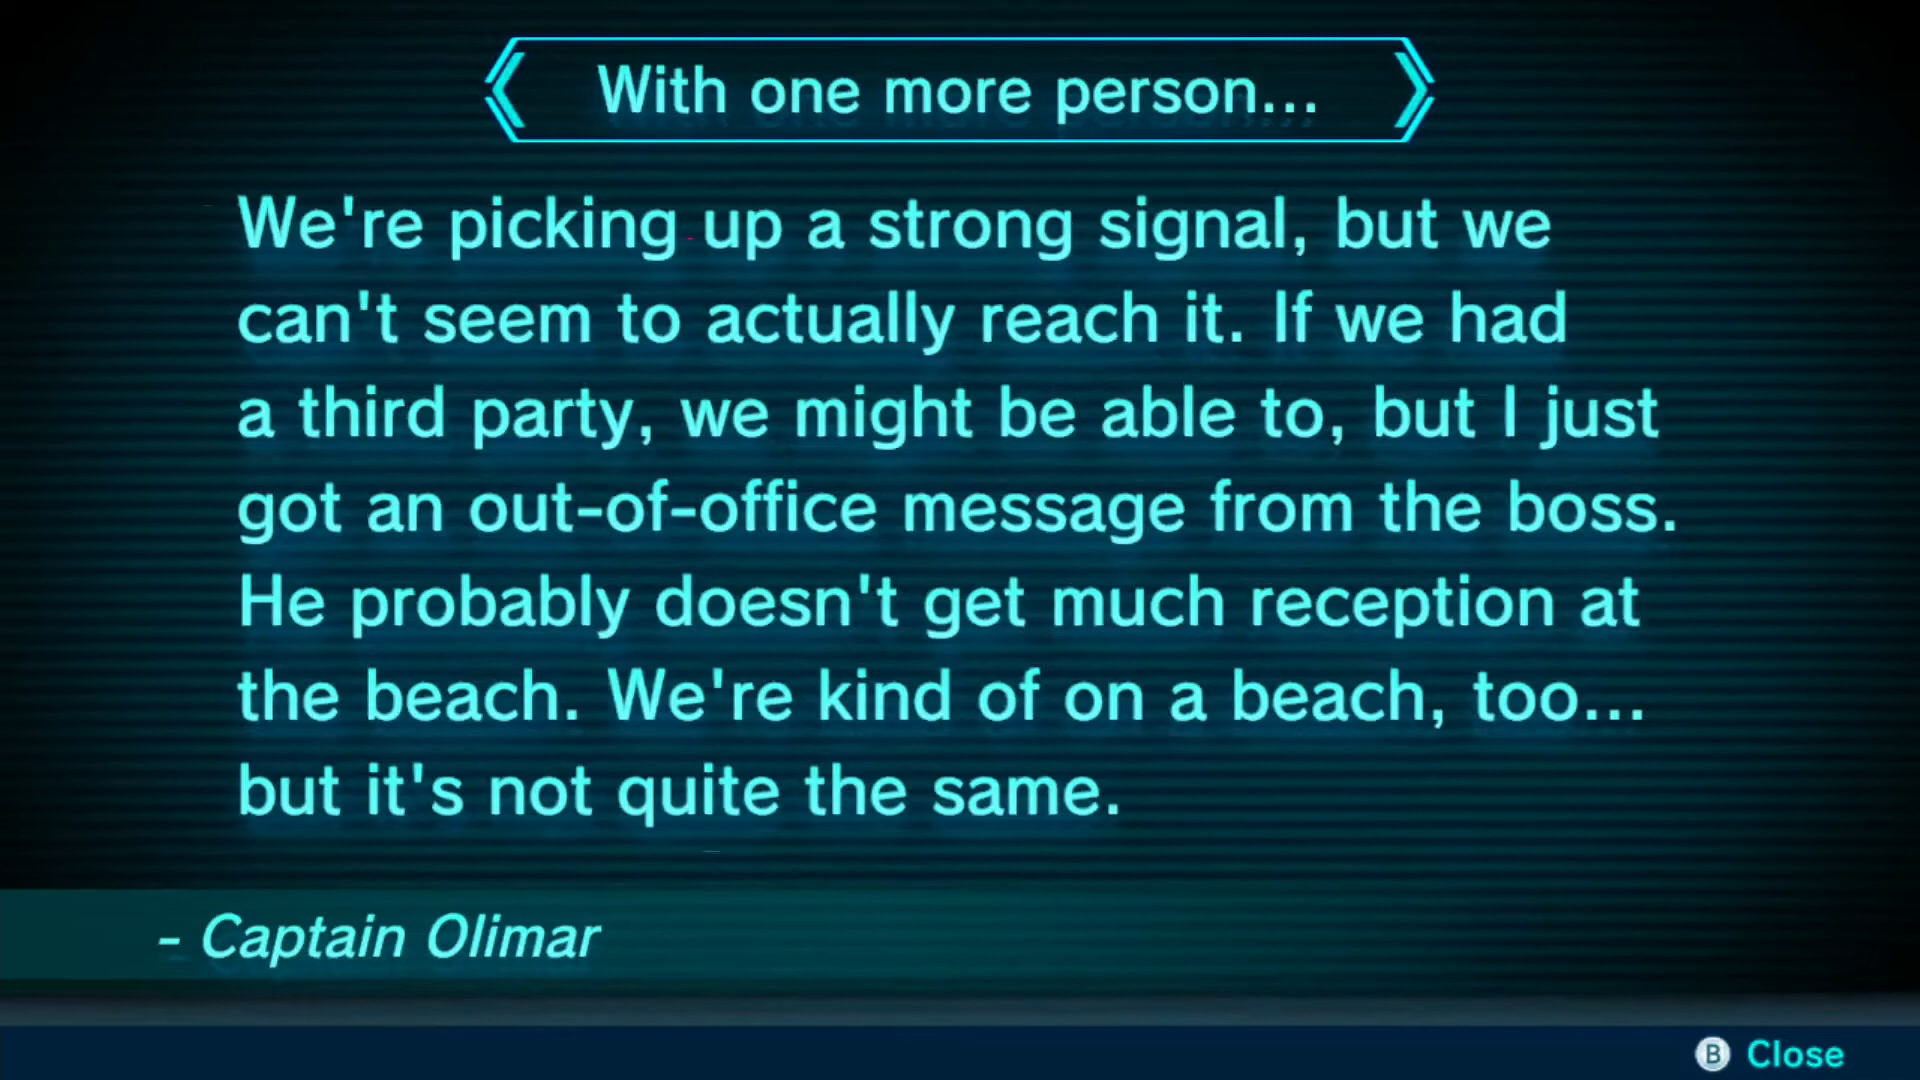 With one more person...
We're picking up a strong signal, but we
can't seem to actually reach it. If we had
a third party, we might be able to, but I just
got an out-of-office message from the boss.
He probably doesn't get much reception at
the beach. We're kind of on a beach, too...
but it's not quite the same.
- Captain Olimar
B Close